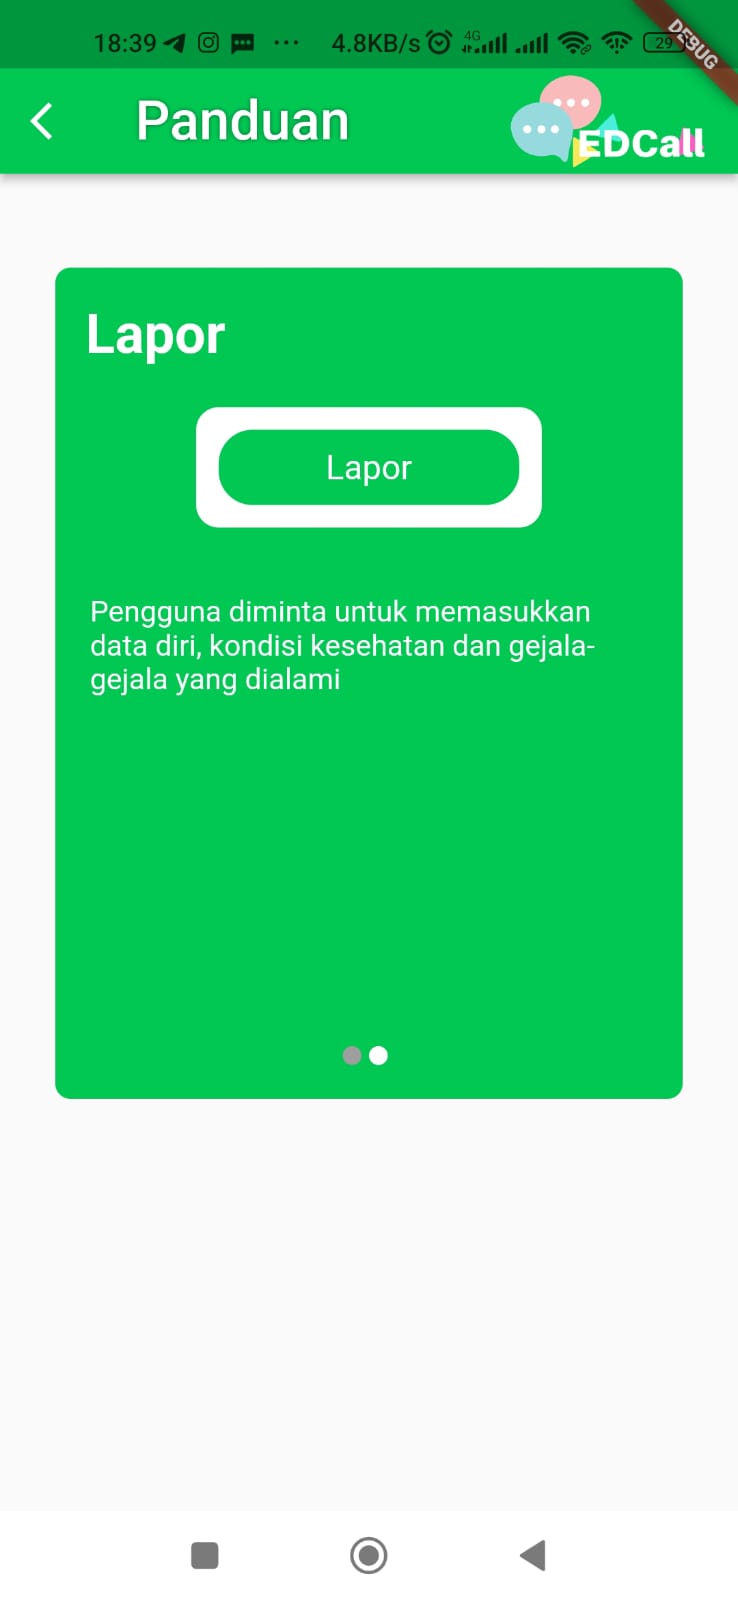 18:39 4.8KB/s 4G 29
DEBUG
Panduan
EDCall
Lapor
Lapor
Pengguna diminta untuk memasukkan
data diri, kondisi kesehatan dan gejala-
gejala yang dialami